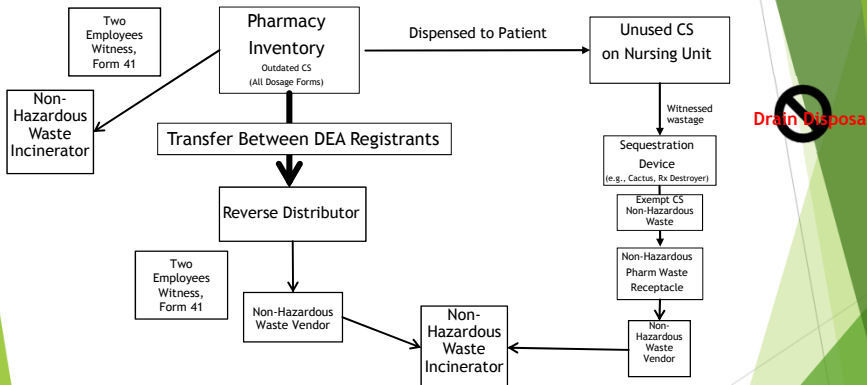 Two
Employees
Witness,
Form 41
Pharmacy
Inventory
Outdated CS
(All Dosage Forms)
Dispensed to Patient
Unused CS
on Nursing Unit
Non-
Hazardous
Waste
Incinerator
Witnessed
wastage
Drain Disposa
Transfer Between DEA Registrants
Sequestration
Device
(e.g., Cactus, Rx Destroyer)
Reverse Distributor
Exempt CS
Non-Hazardous
Waste
Two
Employees
Witness,
Form 41
Non-Hazardous
Pharm Waste
Receptacle
Non-Hazardous
Waste Vendor
Non-
Hazardous
Waste
Incinerator
Non-
Hazardous
Waste
Vendor